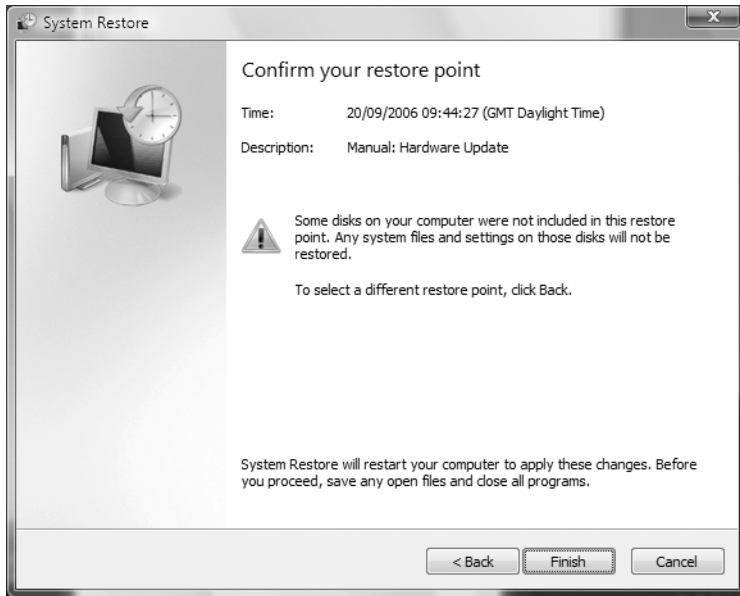 System Restore
X
Confirm your restore point
Time: 20/09/2006 09:44:27 (GMT Daylight Time)
Description: Manual: Hardware Update
Some disks on your computer were not included in this restore
point. Any system files and settings on those disks will not be
restored.
To select a different restore point, click Back.
System Restore will restart your computer to apply these changes. Before
you proceed, save any open files and close all programs.
< Back Finish Cancel